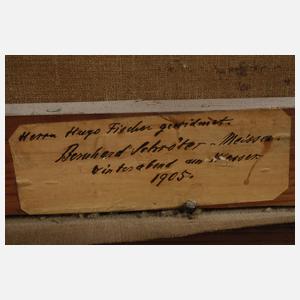 Herrn Hugo Fischer gewidmet.
Bernhard Schröter - Meissen.
Winterabend am Wasser
1905.